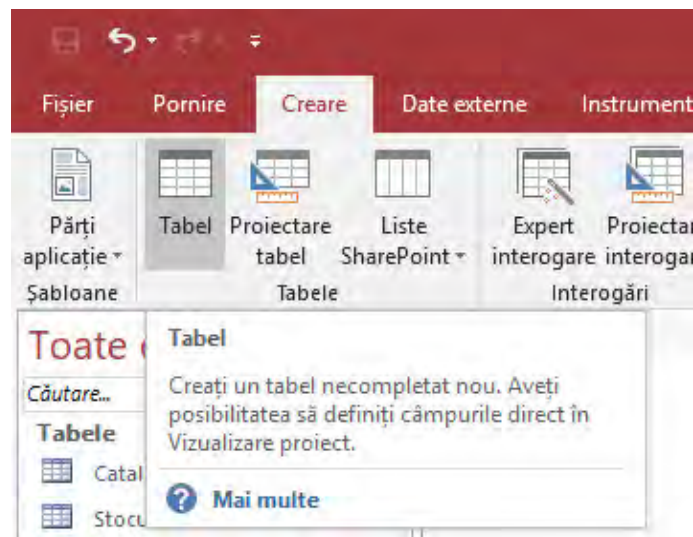 Fișier Pornire Creare Date externe Instrument
Părți aplicație
Tabel
Proiectare tabel
Liste SharePoint
Expert interogare
Proiectar interogar
Șabloane Tabele Interogări
Toate
Căutare...
Tabele
Catal
Stocu
Tabel
Creați un tabel necompletat nou. Aveți
posibilitatea să definiți câmpurile direct în
Vizualizare proiect.
Mai multe